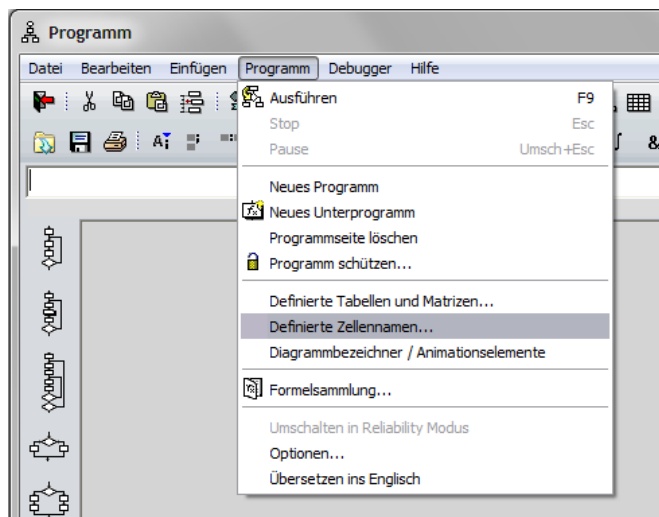 Programm
Datei Bearbeiten Einfügen Programm Debugger Hilfe
Ausführen F9
Stop Esc
Pause Umsch+Esc
Neues Programm
Neues Unterprogramm
Programmseite löschen
Programm schützen...
Definierte Tabellen und Matrizen...
Definierte Zellennamen...
Diagrammbezeichner / Animationselemente
Formelsammlung...
Umschalten in Reliability Modus
Optionen...
Übersetzen ins Englisch